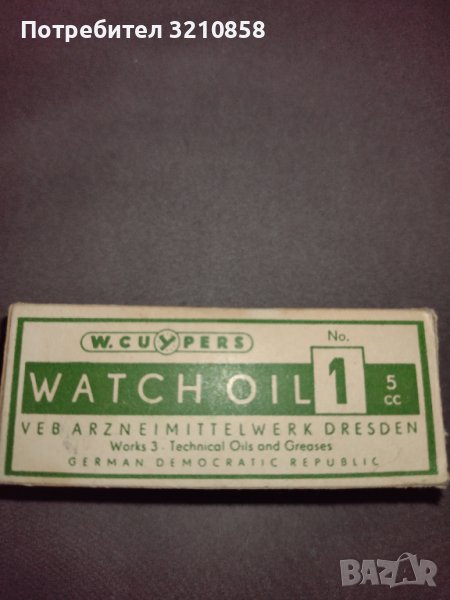 Потребител 3210858
W. CUYPERS
No.
WATCH OIL 1 5 CC
VEB ARZNEIMITTELWERK DRESDEN
Works 3 - Technical Oils and Greases
GERMAN DEMOCRATIC REPUBLIC
BAZAR